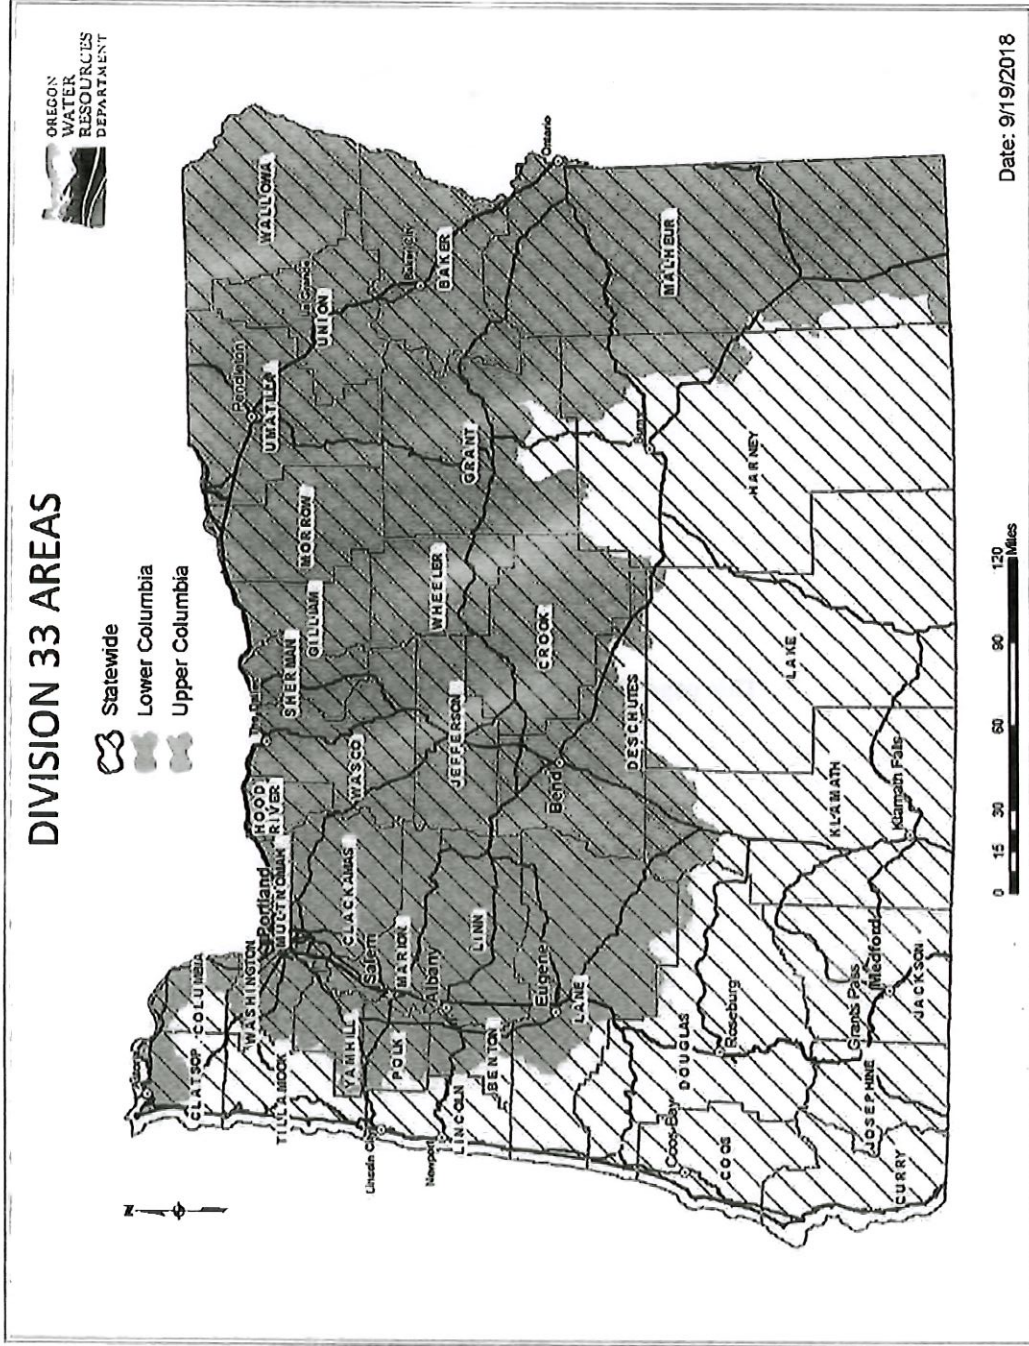 DIVISION 33 AREAS
Statewide
Lower Columbia
Upper Columbia
OREGON
WATER
RESOURCES
DEPARTMENT
N
CLATSOP
COLUMBIA
Portland
HOOD
RIVER
MULTNOMAH
WASHINGTON
TILLAMOOK
SHERMAN
GILLIAM
MORROW
UMATILLA
Pendleton
UNION
WALLOWA
YAMHILL
CLACKAMAS
WASCO
Salem
POLK
MARION
Lincoln City
Newport
LINCOLN
Albany
BENTON
LINN
JEFFERSON
WHEELER
GRANT
Baker City
BAKER
Ontario
Eugene
LANE
Bend
CROOK
DESCHUTES
Burns
MALHEUR
HARNEY
LAKE
DOUGLAS
Roseburg
Coos Bay
COOS
KLAMATH
Klamath Falls
Grants Pass
Medford
JACKSON
JOSEPHINE
CURRY
0 15 30 60 90 120
Miles
Date: 9/19/2018